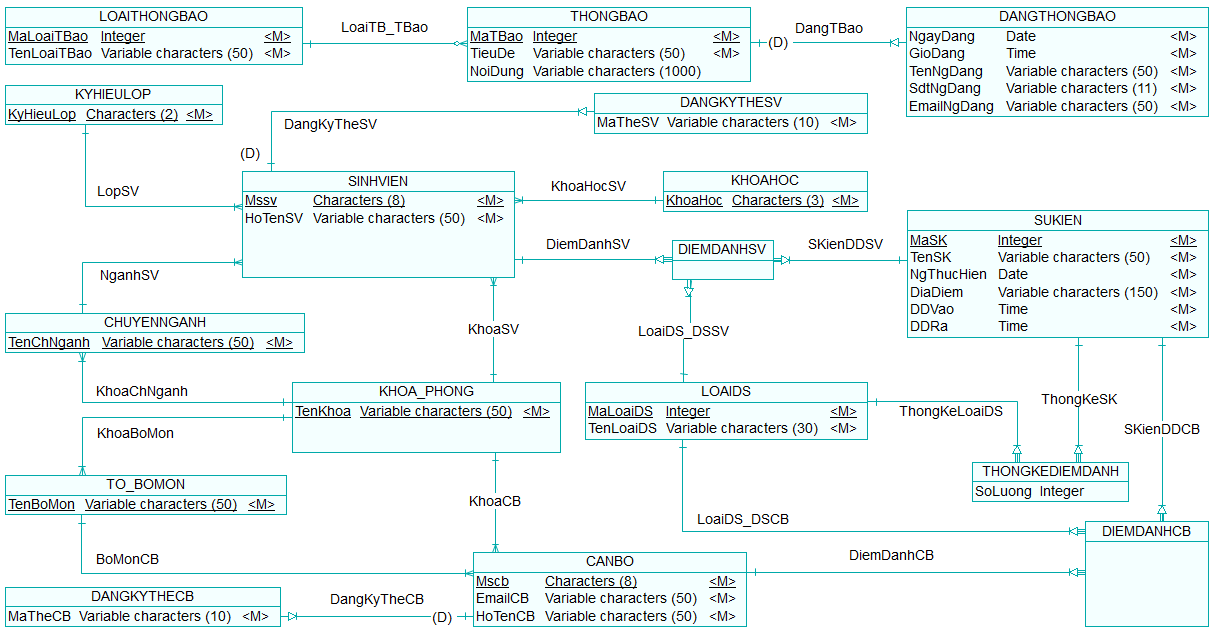 LOAITHONGBAO
MaLoaiTBao Integer <M>
TenLoaiTBao Variable characters (50) <M>
LoaiTB_TBao
THONGBAO
MaTBao Integer <M>
TieuDe Variable characters (50) <M>
NoiDung Variable characters (1000)
(D)
DangTBao
DANGTHONGBAO
NgayDang Date <M>
GioDang Time <M>
TenNgDang Variable characters (50) <M>
SdtNgDang Variable characters (11) <M>
EmailNgDang Variable characters (50) <M>
KYHIEULOP
KyHieuLop Characters (2) <M>
DangKyTheSV
DANGKYTHESV
MaTheSV Variable characters (10) <M>
(D)
LopSV
SINHVIEN
Mssv Characters (8) <M>
HoTenSV Variable characters (50) <M>
KhoaHocSV
KHOAHOC
KhoaHoc Characters (3) <M>
DiemDanhSV
DIEMDANHSV
SKienDDSV
SUKIEN
MaSK Integer <M>
TenSK Variable characters (50) <M>
NgThucHien Date <M>
DiaDiem Variable characters (150) <M>
DDVao Time <M>
DDRa Time <M>
NganhSV
CHUYENNGANH
TenChNganh Variable characters (50) <M>
KhoaSV
LoaiDS_DSSV
KhoaChNganh
KHOA_PHONG
TenKhoa Variable characters (50) <M>
LOAIDS
MaLoaiDS Integer <M>
TenLoaiDS Variable characters (30) <M>
ThongKeLoaiDS
ThongKeSK
SKienDDCB
KhoaBoMon
THONGKEDIEMDANH
SoLuong Integer
TO_BOMON
TenBoMon Variable characters (50) <M>
KhoaCB
LoaiDS_DSCB
DIEMDANHCB
BoMonCB
CANBO
Mscb Characters (8) <M>
EmailCB Variable characters (50) <M>
HoTenCB Variable characters (50) <M>
DiemDanhCB
DANGKYTHECB
MaTheCB Variable characters (10) <M>
DangKyTheCB
(D)